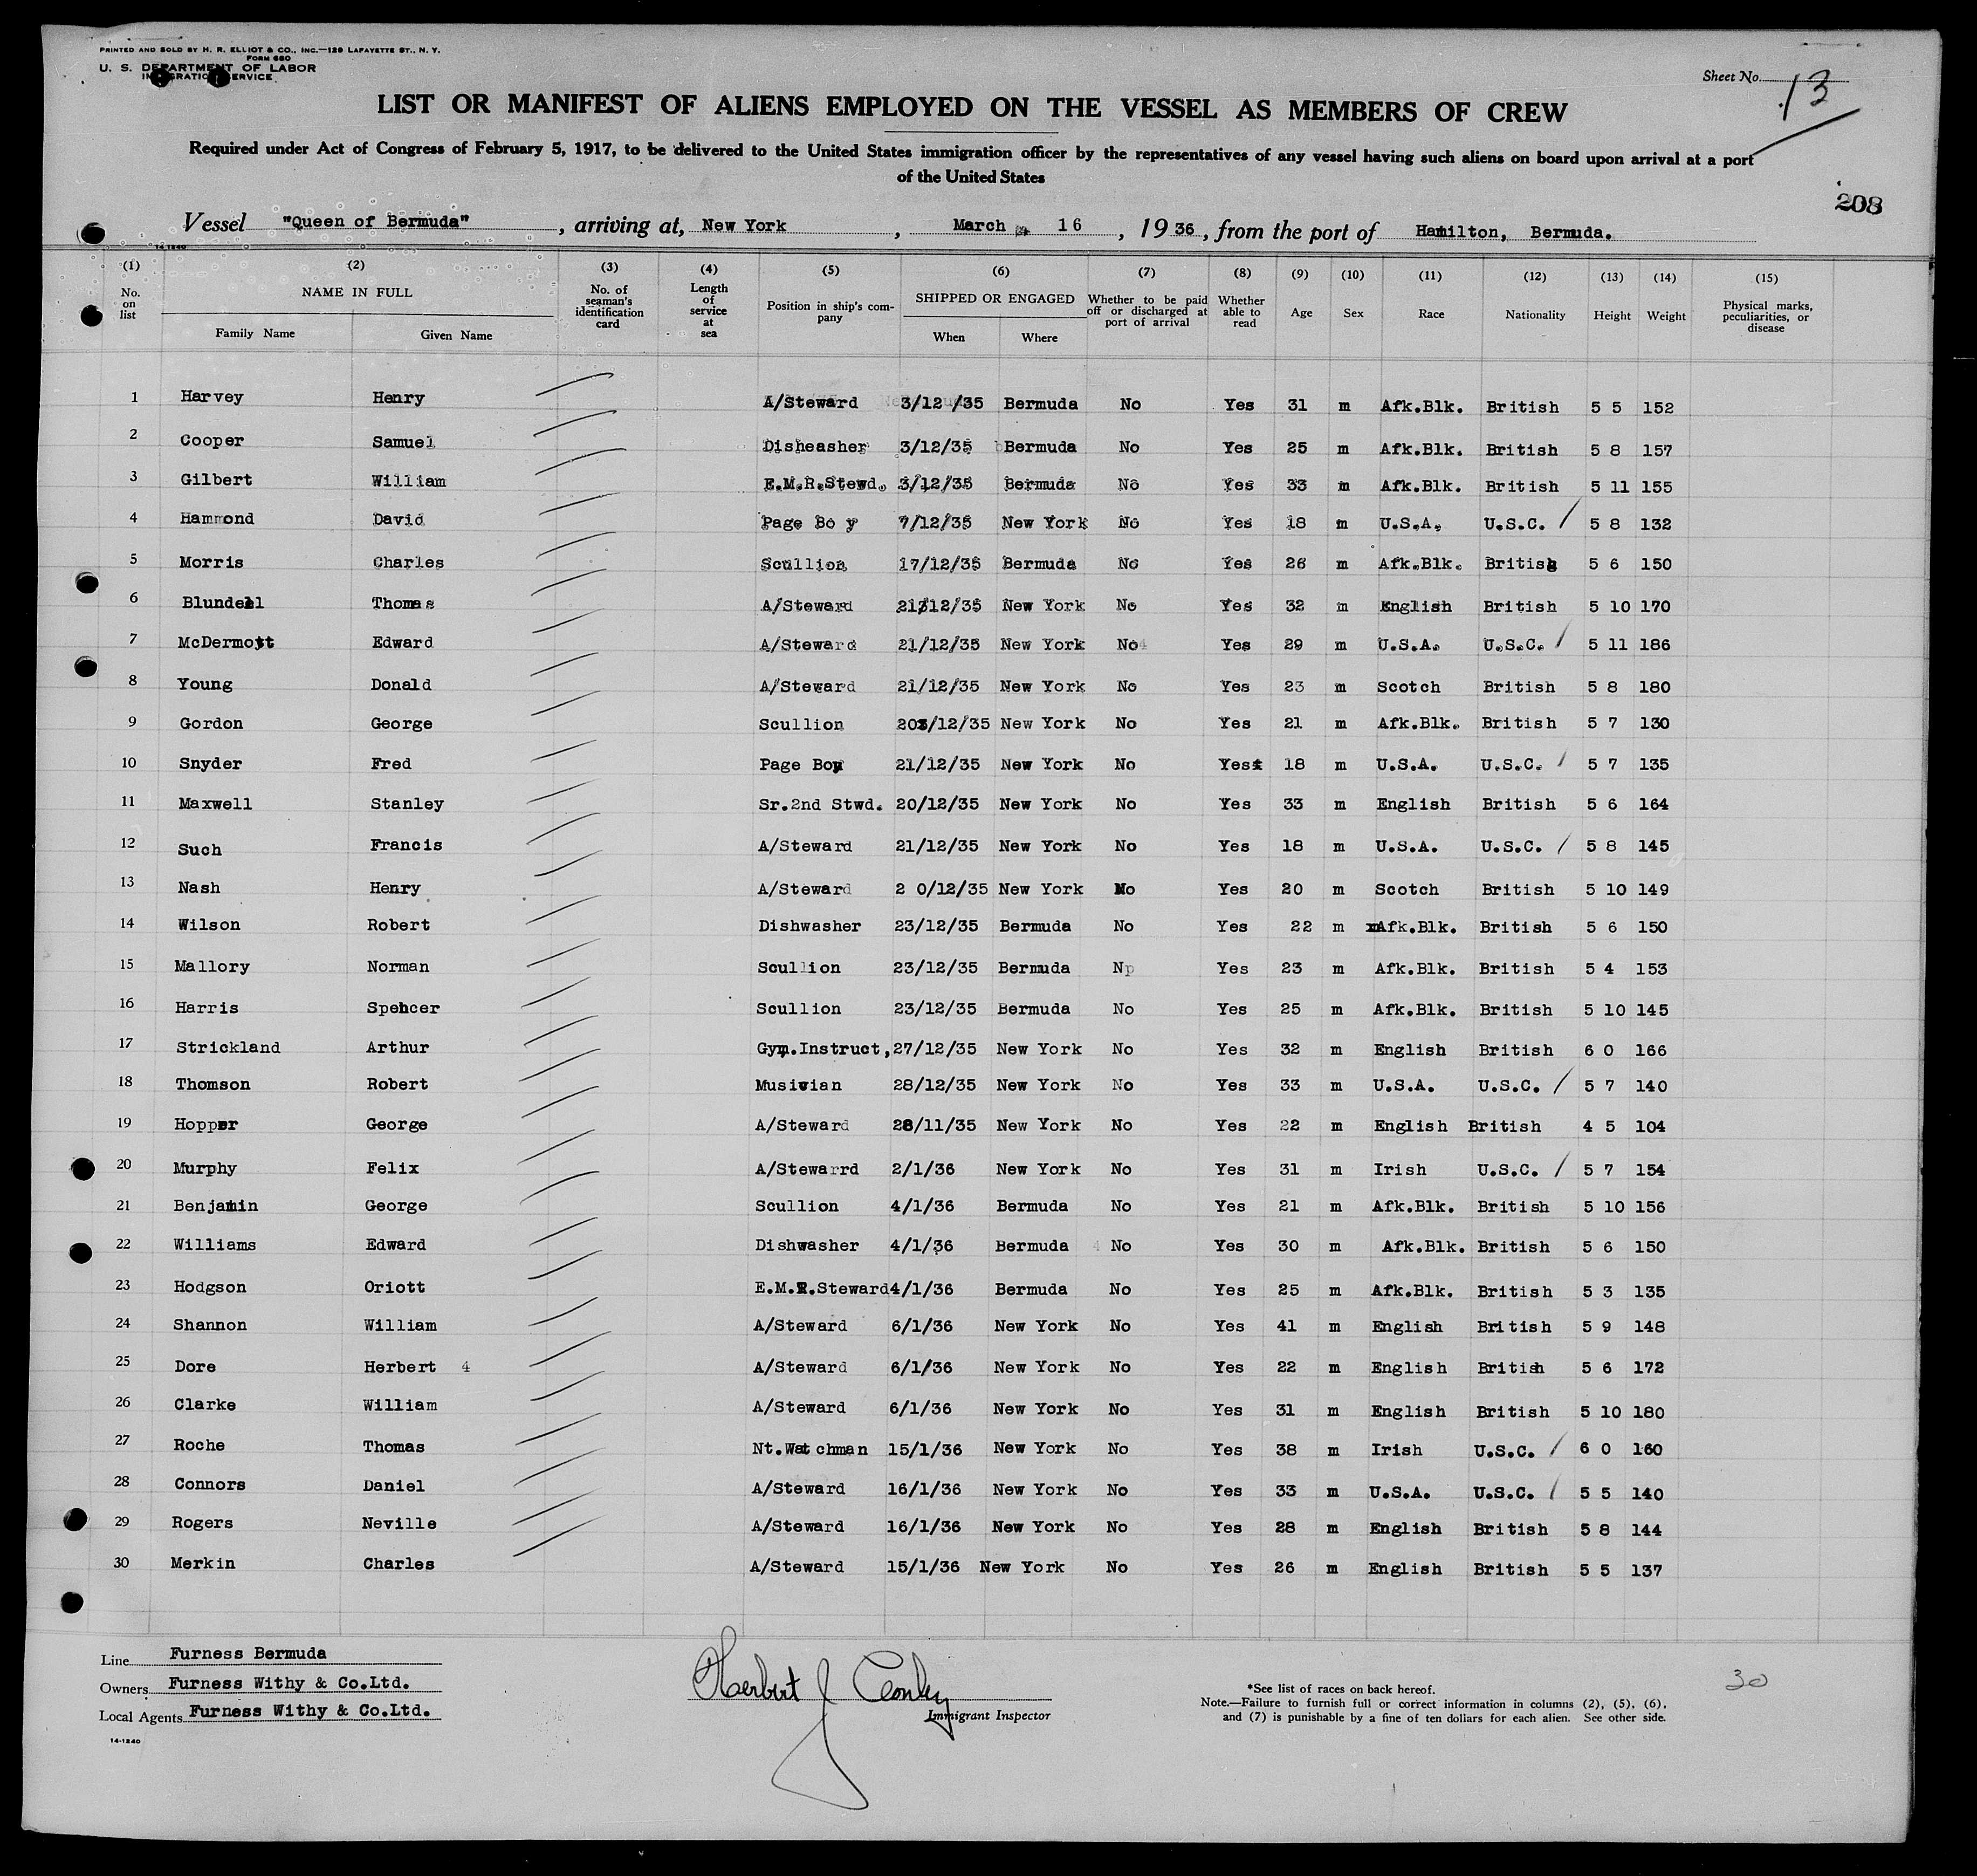 PRINTED AND SOLD BY H. R. ELLIOT & CO., INC.—129 LAFAYETTE ST., N. Y.
FORM 680
U. S. DEPARTMENT OF LABOR
IMMIGRATION SERVICE
Sheet No. 13
LIST OR MANIFEST OF ALIENS EMPLOYED ON THE VESSEL AS MEMBERS OF CREW
Required under Act of Congress of February 5, 1917, to be delivered to the United States immigration officer by the representatives of any vessel having such aliens on board upon arrival at a port
of the United States
208
Vessel "Queen of Bermuda", arriving at, New York, March 16, 1936, from the port of Hamilton, Bermuda.
14-1240
(1) (2) (3) (4) (5) (6) (7) (8) (9) (10) (11) (12) (13) (14) (15)
No. on list NAME IN FULL Family Name Given Name No. of seaman's identification card Length of service at sea Position in ship's company SHIPPED OR ENGAGED When Where Whether to be paid off or discharged at port of arrival Whether able to read Age Sex Race Nationality Height Weight Physical marks, peculiarities, or disease
1 Harvey Henry A/Steward 3/12 /35 Bermuda No Yes 31 m Afk.Blk. British 5 5 152
2 Cooper Samuel Disheasher 3/12/35 Bermuda No Yes 25 m Afk.Blk. British 5 8 157
3 Gilbert William E.M.R.Stewd. 3/12/35 Bermuda No Yes 33 m Afk.Blk. British 5 11 155
4 Hammond David Page Bo y 7/12/35 New York No Yes 18 m U.S.A. U.S.C. / 5 8 132
5 Morris Charles Scullion 17/12/35 Bermuda No Yes 26 m Afk.Blk. British 5 6 150
6 Blundell Thomas A/Steward 21/12/35 New York No Yes 32 m English British 5 10 170
7 McDermott Edward A/Steward 21/12/35 New York No Yes 29 m U.S.A. U.S.C. / 5 11 186
8 Young Donald A/Steward 21/12/35 New York No Yes 23 m Scotch British 5 8 180
9 Gordon George Scullion 20/12/35 New York No Yes 21 m Afk.Blk. British 5 7 130
10 Snyder Fred Page Boy 21/12/35 New York No Yes 18 m U.S.A. U.S.C. / 5 7 135
11 Maxwell Stanley Sr.2nd Stwd. 20/12/35 New York No Yes 33 m English British 5 6 164
12 Such Francis A/Steward 21/12/35 New York No Yes 18 m U.S.A. U.S.C. / 5 8 145
13 Nash Henry A/Steward 2 0/12/35 New York No Yes 20 m Scotch British 5 10 149
14 Wilson Robert Dishwasher 23/12/35 Bermuda No Yes 22 m Afk.Blk. British 5 6 150
15 Mallory Norman Scullion 23/12/35 Bermuda Np Yes 23 m Afk.Blk. British 5 4 153
16 Harris Spencer Scullion 23/12/35 Bermuda No Yes 25 m Afk.Blk. British 5 10 145
17 Strickland Arthur Gym.Instruct, 27/12/35 New York No Yes 32 m English British 6 0 166
18 Thomson Robert Musivian 28/12/35 New York No Yes 33 m U.S.A. U.S.C. / 5 7 140
19 Hopper George A/Steward 28/11/35 New York No Yes 22 m English British 4 5 104
20 Murphy Felix A/Stewarrd 2/1/36 New York No Yes 31 m Irish U.S.C. / 5 7 154
21 Benjamin George Scullion 4/1/36 Bermuda No Yes 21 m Afk.Blk. British 5 10 156
22 Williams Edward Dishwasher 4/1/36 Bermuda No Yes 30 m Afk.Blk. British 5 6 150
23 Hodgson Oriott E.M.R.Steward 4/1/36 Bermuda No Yes 25 m Afk.Blk. British 5 3 135
24 Shannon William A/Steward 6/1/36 New York No Yes 41 m English British 5 9 148
25 Dore Herbert 4 A/Steward 6/1/36 New York No Yes 22 m English British 5 6 172
26 Clarke William A/Steward 6/1/36 New York No Yes 31 m English British 5 10 180
27 Roche Thomas Nt.Watchman 15/1/36 New York No Yes 38 m Irish U.S.C. / 6 0 160
28 Connors Daniel A/Steward 16/1/36 New York No Yes 33 m U.S.A. U.S.C. / 5 5 140
29 Rogers Neville A/Steward 16/1/36 New York No Yes 28 m English British 5 8 144
30 Merkin Charles A/Steward 15/1/36 New York No Yes 26 m English British 5 5 137
Line Furness Bermuda
Owners Furness Withy & Co.Ltd.
Local Agents Furness Withy & Co.Ltd.
14-1240
Herbert J
Immigrant Inspector
*See list of races on back hereof.
Note.—Failure to furnish full or correct information in columns (2), (5), (6),
and (7) is punishable by a fine of ten dollars for each alien. See other side.
30